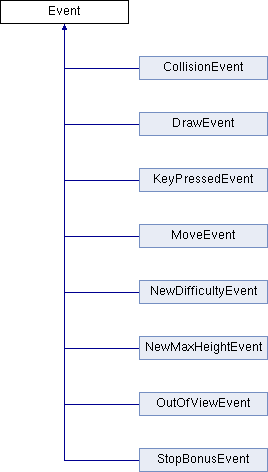 Event
CollisionEvent
DrawEvent
KeyPressedEvent
MoveEvent
NewDifficultyEvent
NewMaxHeightEvent
OutOfViewEvent
StopBonusEvent